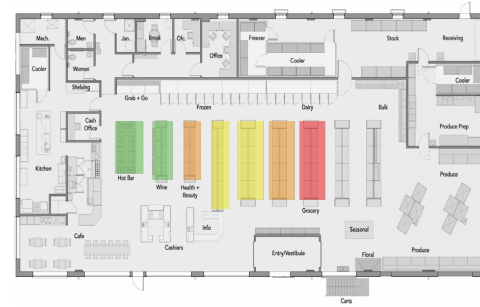 Mech.
Men
Jan.
Break
Ofc.
Office
Freezer
Stock
Receiving
Cooler
Women
Cooler
Cooler
Shelving
Grab + Go
Frozen
Dairy
Bulk
Cash
Office
Produce Prep
Kitchen
Hot Bar
Wine
Health +
Beauty
Produce
Grocery
Cafe
Cashiers
Info
Seasonal
Entry/Vestibule
Floral
Produce
Carts